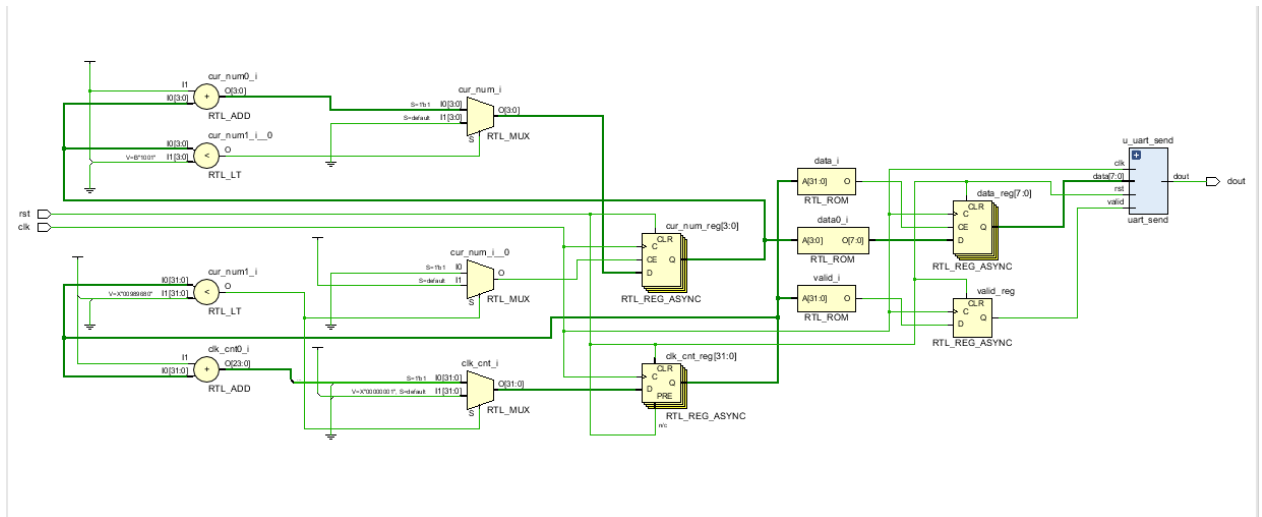 cur_num0_i
I1
I0[3:0]
O[3:0]
+
RTL_ADD
cur_num1_i__0
I0[3:0]
I1[3:0]
O
<
RTL_LT
cur_num_i
S=1'b1
I0[3:0]
S=default
I1[3:0]
O[3:0]
S
RTL_MUX
rst
clk
cur_num_i__0
S=1'b1
I0
S=default
I1
O
S
RTL_MUX
cur_num_reg[3:0]
CLR
C
CE
Q
D
RTL_REG_ASYNC
cur_num1_i
I0[31:0]
I1[31:0]
O
<
RTL_LT
clk_cnt0_i
I1
I0[31:0]
O[23:0]
+
RTL_ADD
clk_cnt_i
S=1'b1
I0[31:0]
V=X"00000001", S=default
I1[31:0]
O[31:0]
S
RTL_MUX
clk_cnt_reg[31:0]
CLR
C
D
Q
PRE
RTL_REG_ASYNC
n/c
data_i
A[31:0]
O
RTL_ROM
data0_i
A[3:0]
O[7:0]
RTL_ROM
valid_i
A[31:0]
O
RTL_ROM
data_reg[7:0]
CLR
C
CE
Q
D
RTL_REG_ASYNC
valid_reg
CLR
C
Q
D
RTL_REG_ASYNC
u_uart_send
clk
data[7:0]
rst
valid
dout
uart_send
dout